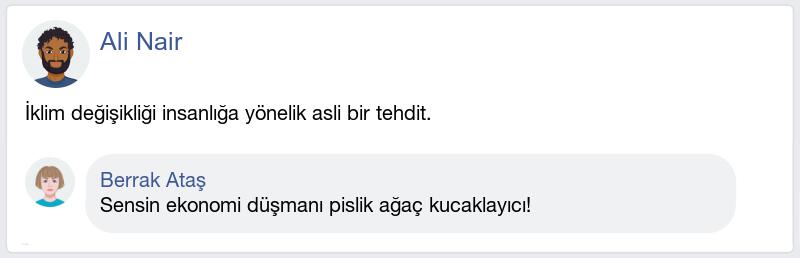 Ali Nair
İklim değişikliği insanlığa yönelik asli bir tehdit.
Berrak Ataş
Sensin ekonomi düşmanı pislik ağaç kucaklayıcı!